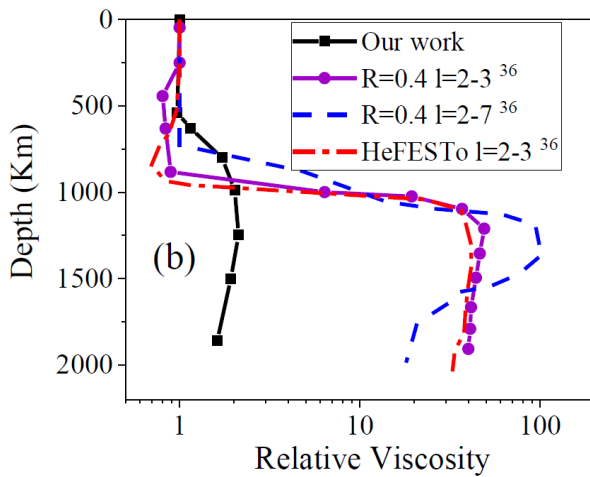 0
500
1000
1500
2000
Depth (Km)
Our work
R=0.4 l=2-3 36
R=0.4 l=2-7 36
HeFESTo l=2-3 36
(b)
1
10
100
Relative Viscosity